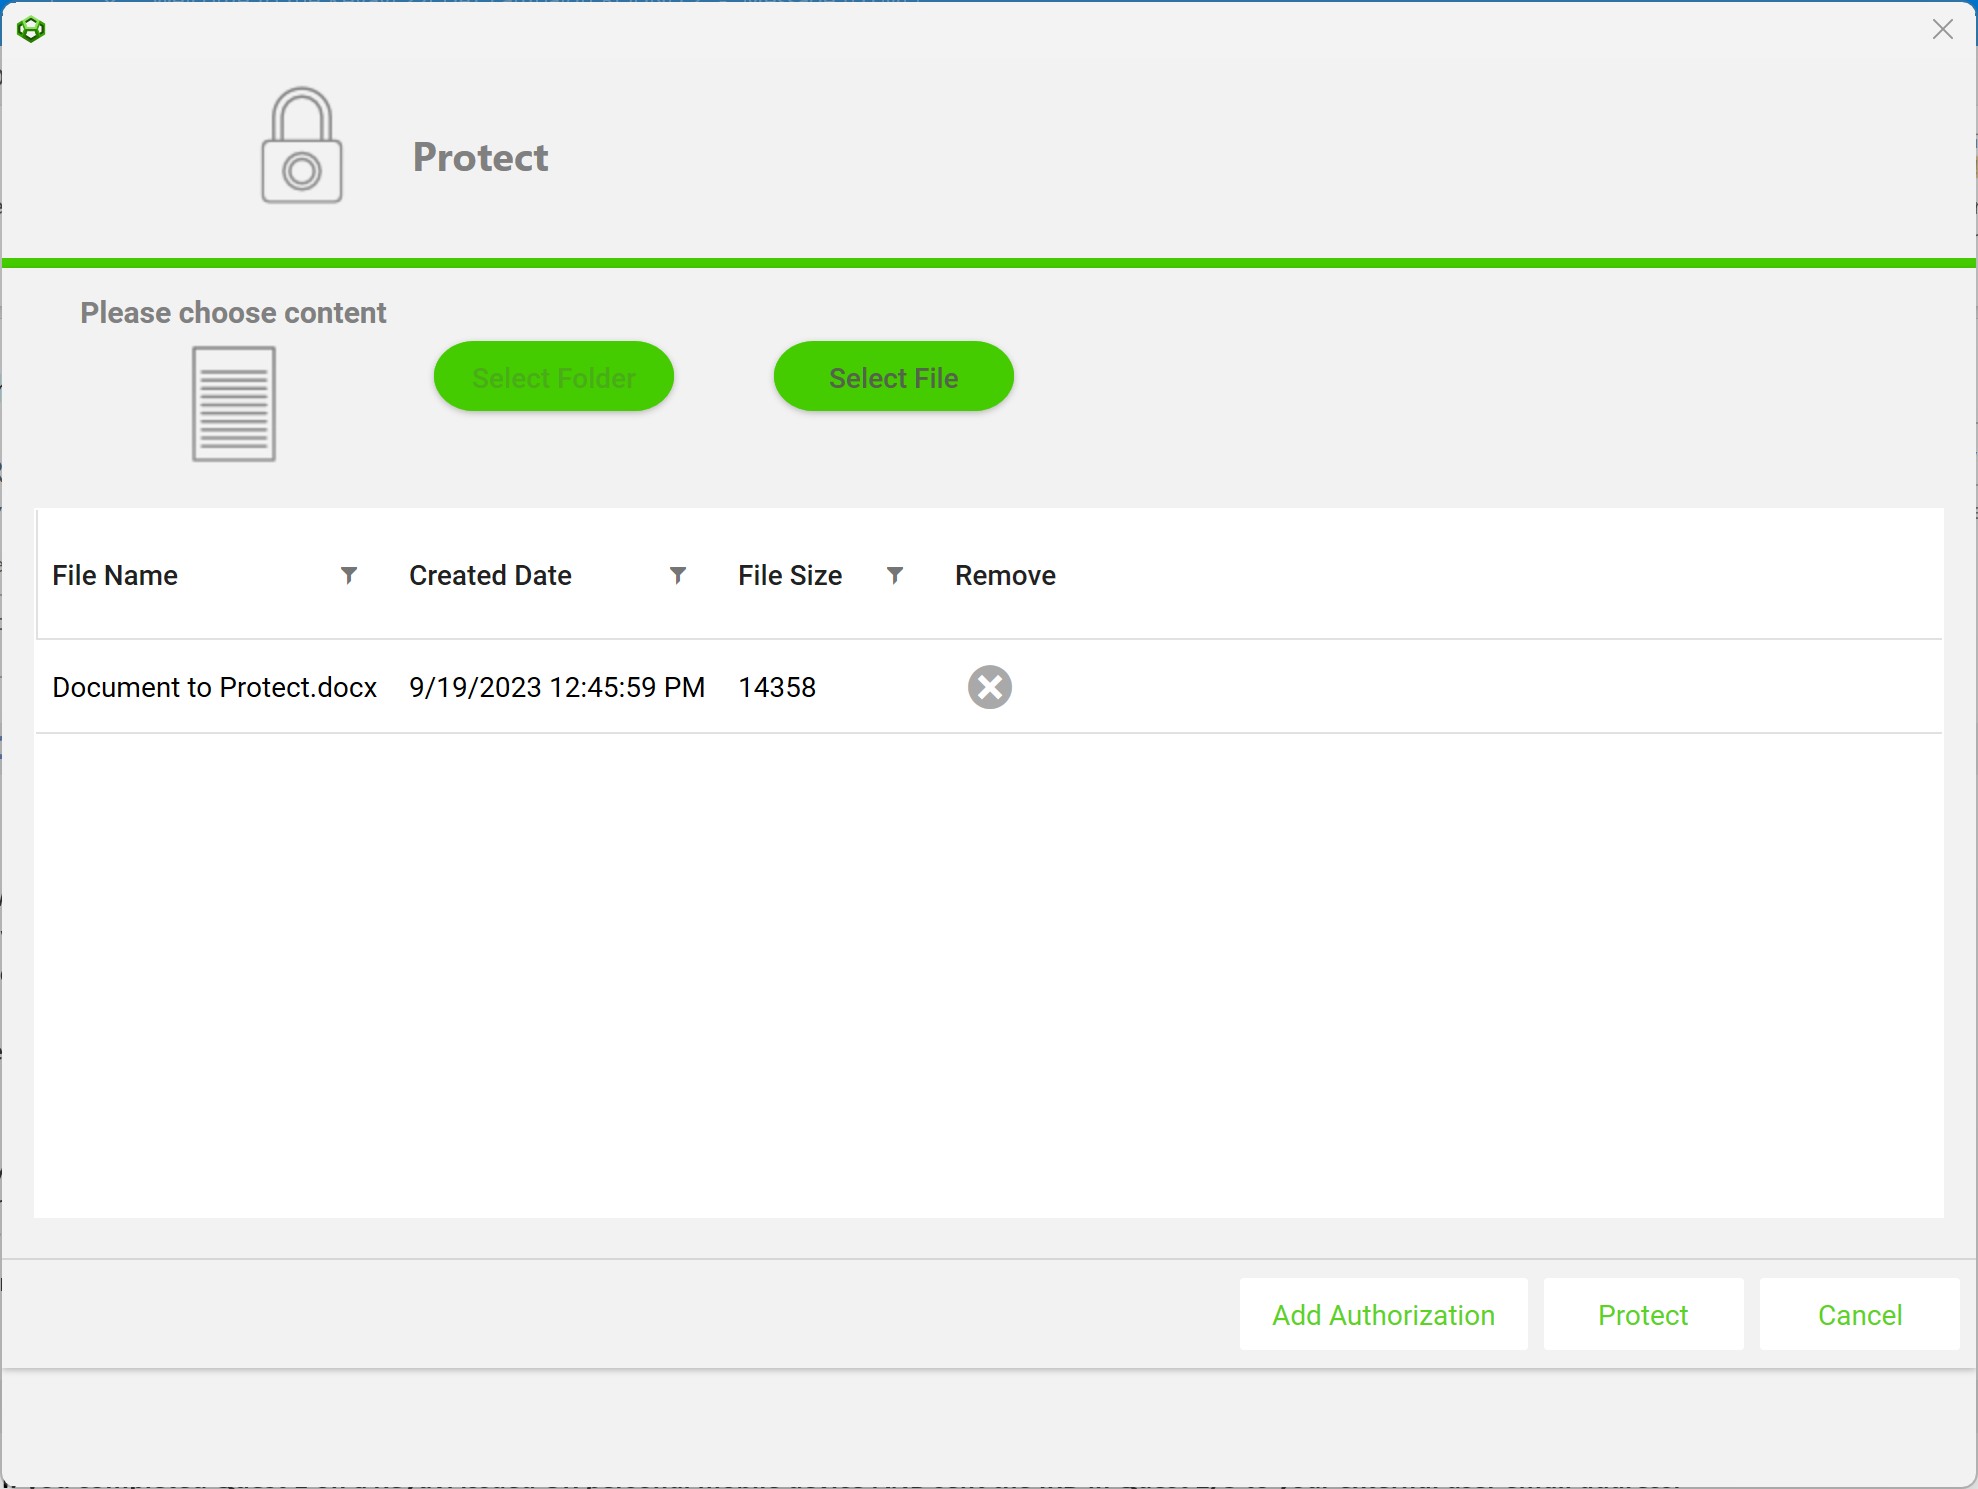 Protect
Please choose content
Select Folder
Select File
File Name Created Date File Size Remove
Document to Protect.docx 9/19/2023 12:45:59 PM 14358
Add Authorization Protect Cancel